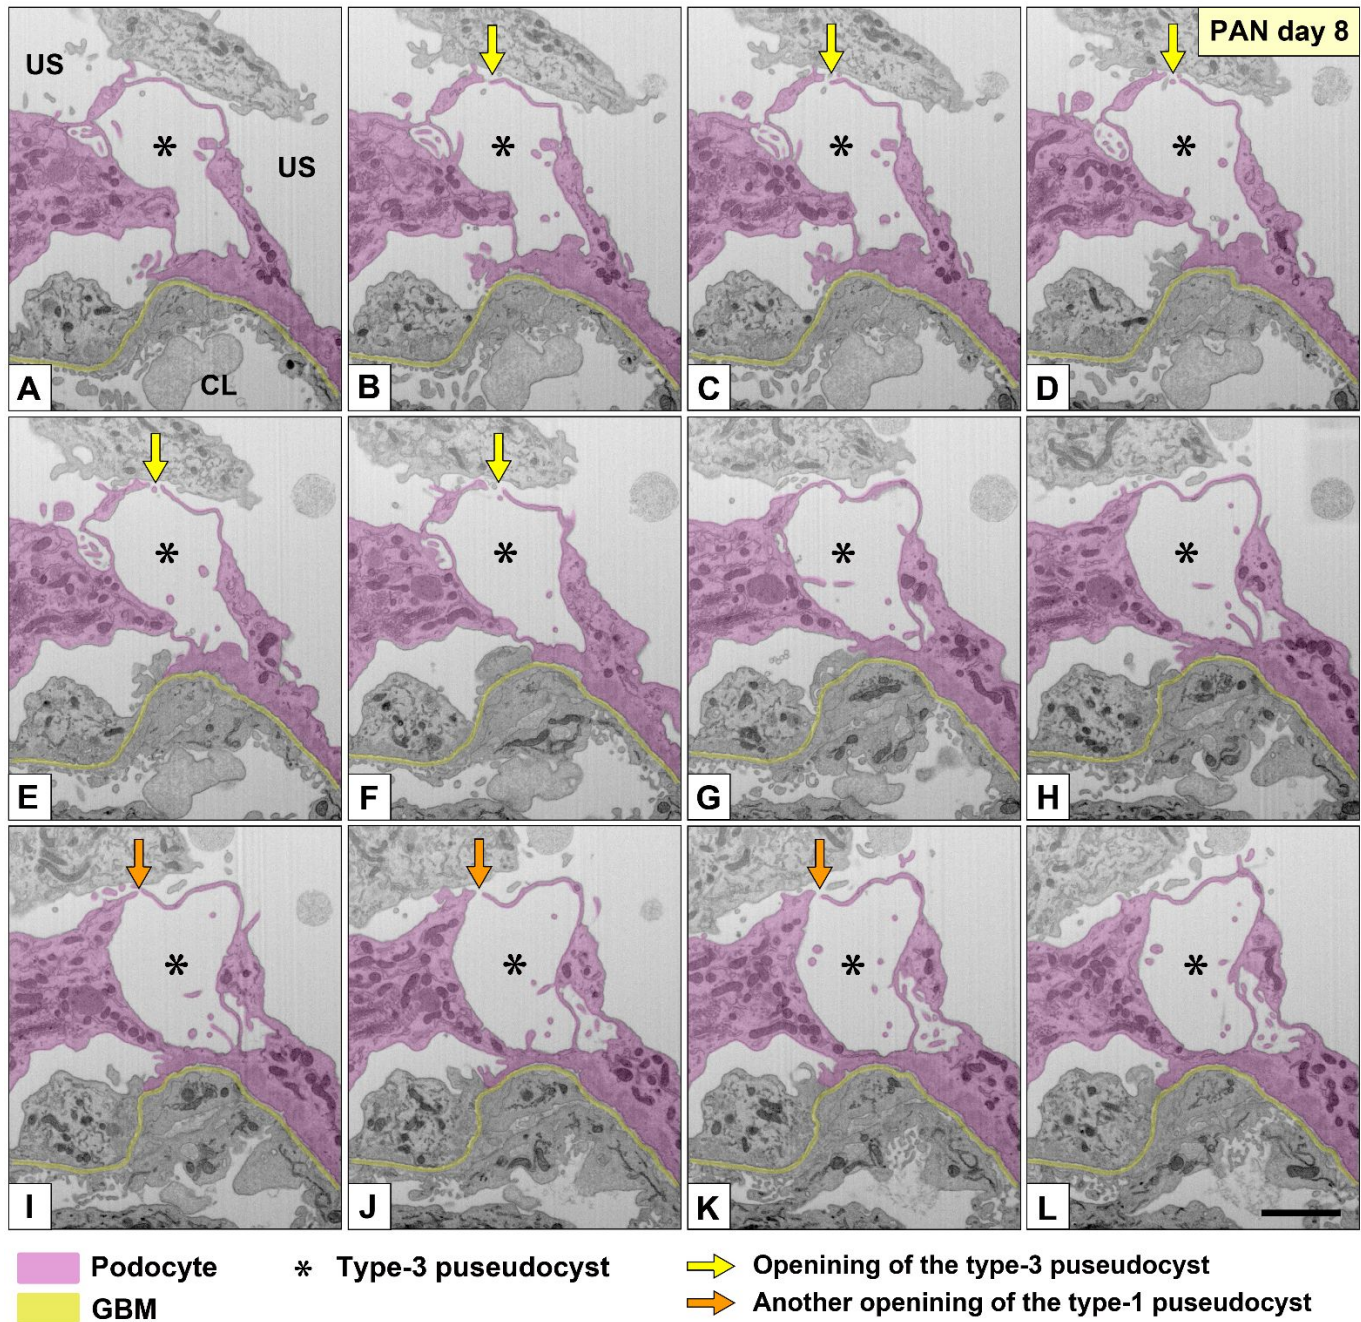 PAN day 8
US
US
*
*
*
*
CL
A
B
C
D
*
*
*
*
E
F
G
H
*
*
*
*
I
J
K
L
Podocyte
* Type-3 puseudocyst
Openining of the type-3 puseudocyst
GBM
Another openining of the type-1 puseudocyst